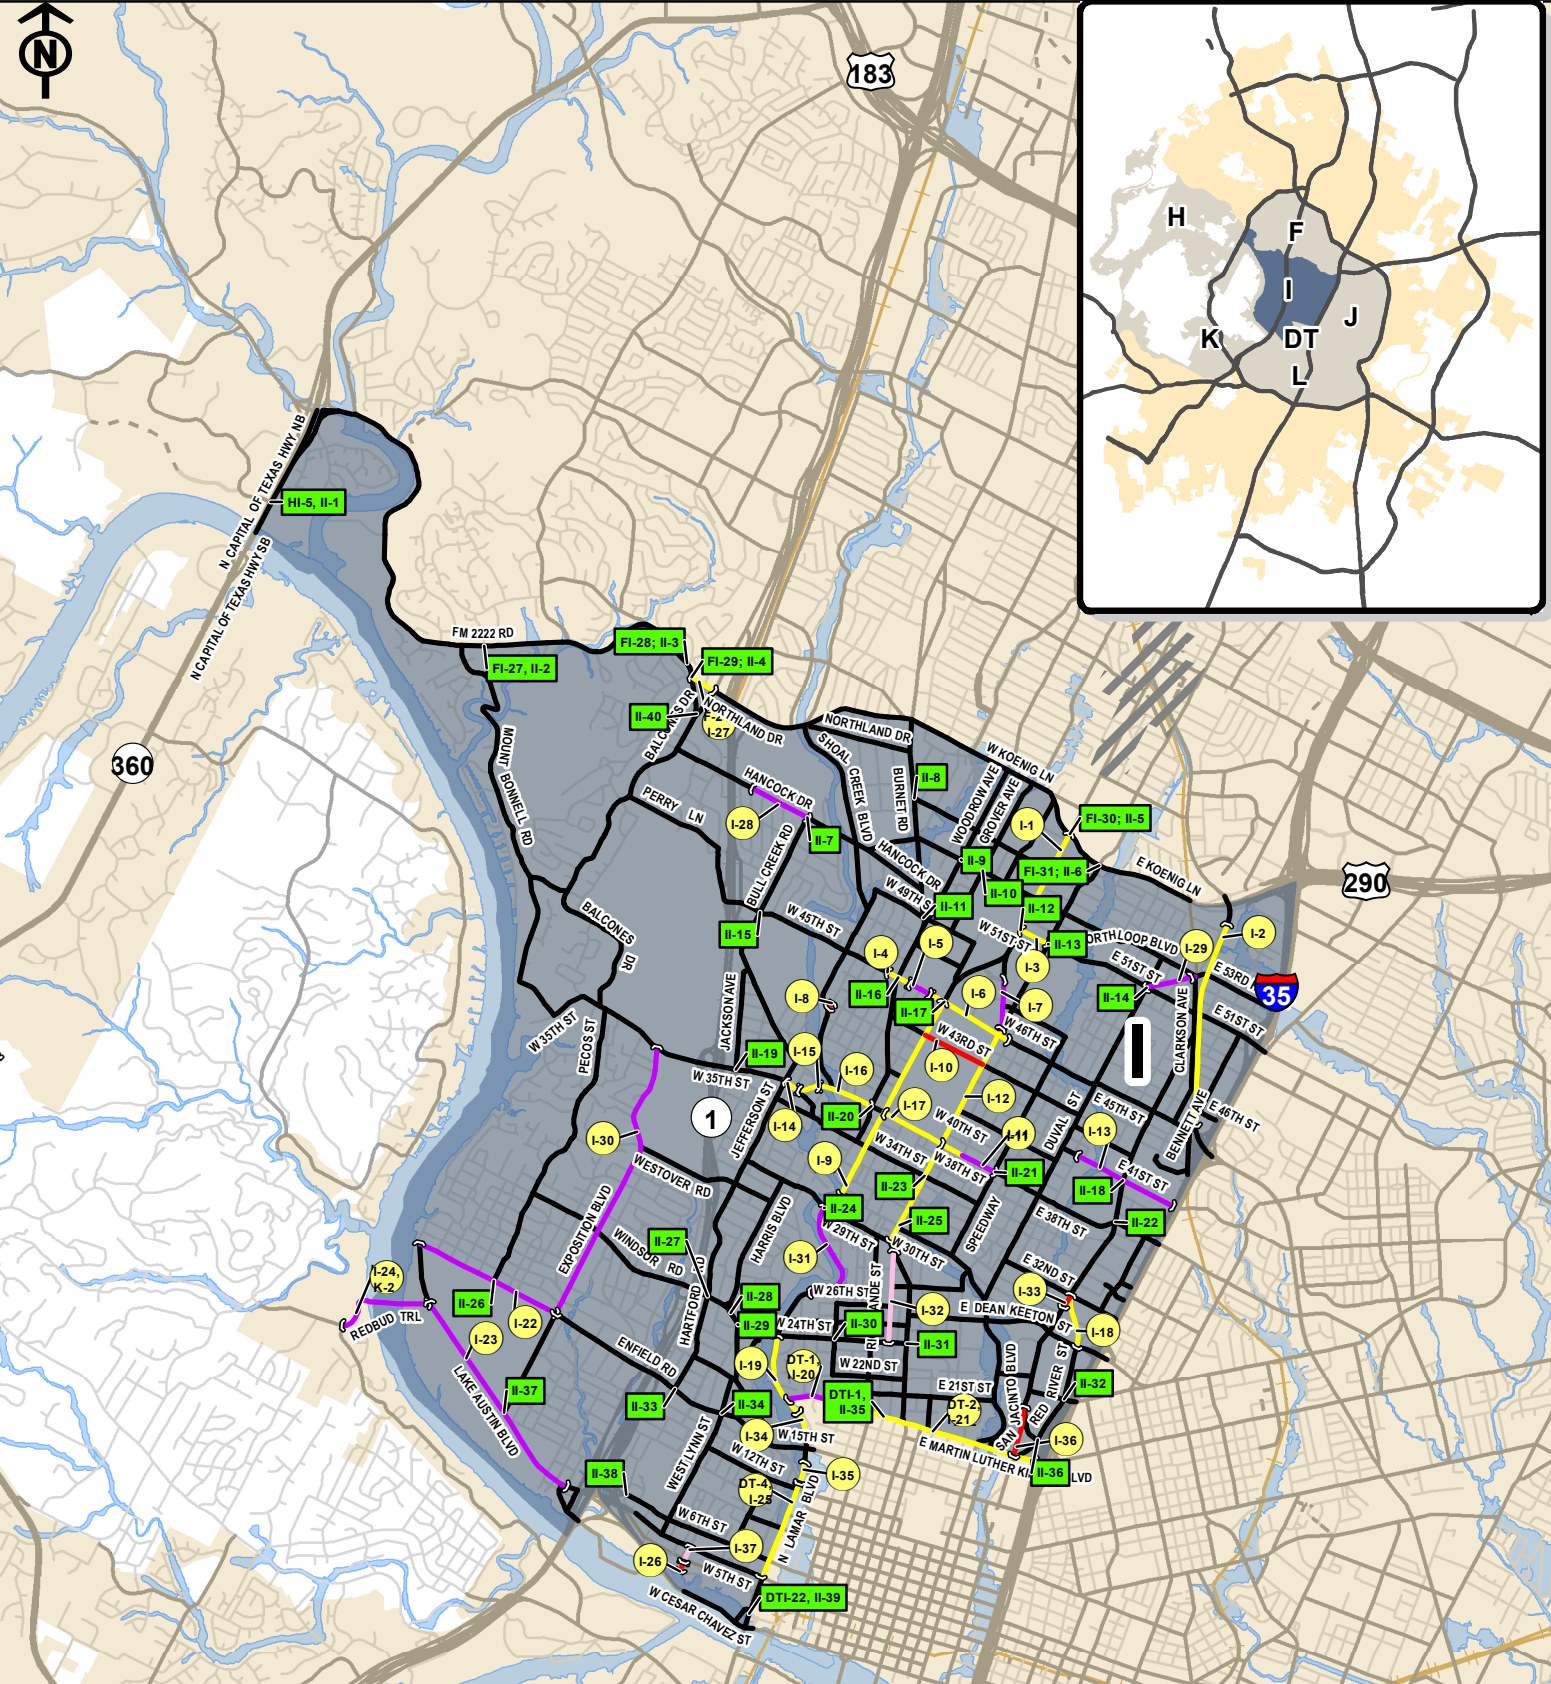 N
183
H
F
I
J
K
DT
L
N CAPITAL OF TEXAS HWY NB
HI-5, II-1
N CAPITAL OF TEXAS HWY SB
FM 2222 RD
FI-28; II-3
FI-29; II-4
FI-27, II-2
II-40
I-27
BALCONES DR
NORTHLAND DR
NORTHLAND DR
W KOENIG LN
360
MOUNT BONNELL RD
SHOAL CREEK BLVD
BURNET RD
II-8
WOODROW AVE
GROVER AVE
HANCOCK DR
PERRY LN
I-28
II-7
I-1
FI-30; II-5
BULL CREEK RD
HANCOCK DR
II-9
FI-31; II-6
E KOENIG LN
290
W 49TH ST
II-10
II-11
II-12
BALCONES DR
W 45TH ST
II-15
I-4
I-5
W 51ST ST
II-13
ORTH LOOP BLVD
I-29
I-2
I-3
E 51ST ST
E 53RD
35
II-16
I-6
I-8
II-17
I-7
II-14
CLARKSON AVE
E 51ST ST
JACKSON AVE
W 35TH ST
PECOS ST
W 46TH ST
W 43RD ST
I
II-19
I-15
I-10
W 35TH ST
I-16
I-12
1
JEFFERSON ST
I-14
II-20
I-17
W 40TH ST
I-11
DUVAL ST
E 45TH ST
E 46TH ST
BENNETT AVE
I-13
I-30
W 34TH ST
W 38TH ST
I-9
II-21
E 41ST ST
WESTOVER RD
II-23
II-18
EXPOSITION BLVD
HARRIS BLVD
II-24
II-25
SPEEDWAY
E 38TH ST
II-22
W 29TH ST
W 30TH ST
WINDSOR RD
II-27
I-31
E 32ND ST
I-24, K-2
II-26
I-22
REDBUD TRL
I-23
HARTFORD RD
II-28
W 26TH ST
I-33
I-32
E DEAN KEETON ST
II-29
W 24TH ST
II-30
II-31
I-18
ENFIELD RD
I-19
DT-1, I-20
W 22ND ST
SAN JACINTO BLVD
RED RIVER ST
LAKE AUSTIN BLVD
II-37
II-33
II-34
DTI-1, II-35
E 21ST ST
DT-2, I-21
II-32
I-34
W 15TH ST
I-36
E MARTIN LUTHER KI
LVD
II-36
WEST LYNN ST
W 12TH ST
II-38
DT-4, I-25
I-35
N LAMAR BLVD
W 6TH ST
I-37
I-26
W 5TH ST
DTI-22, II-39
W CESAR CHAVEZ ST